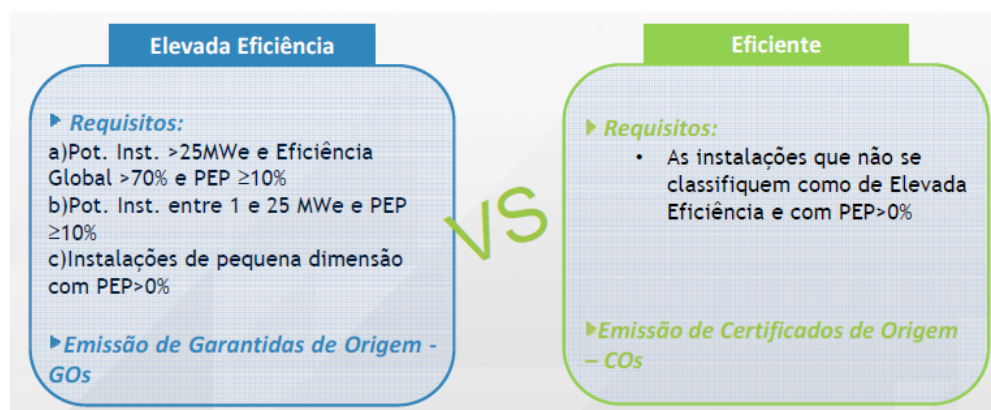 Elevada Eficiência
Requisitos:
a)Pot. Inst. >25MWe e Eficiência
Global >70% e PEP ≥10%
b)Pot. Inst. entre 1 e 25 MWe e PEP
≥10%
c)Instalações de pequena dimensão
com PEP>0%
Emissão de Garantidas de Origem -
GOs
VS
Eficiente
Requisitos:
• As instalações que não se
classifiquem como de Elevada
Eficiência e com PEP>0%
Emissão de Certificados de Origem
– COs